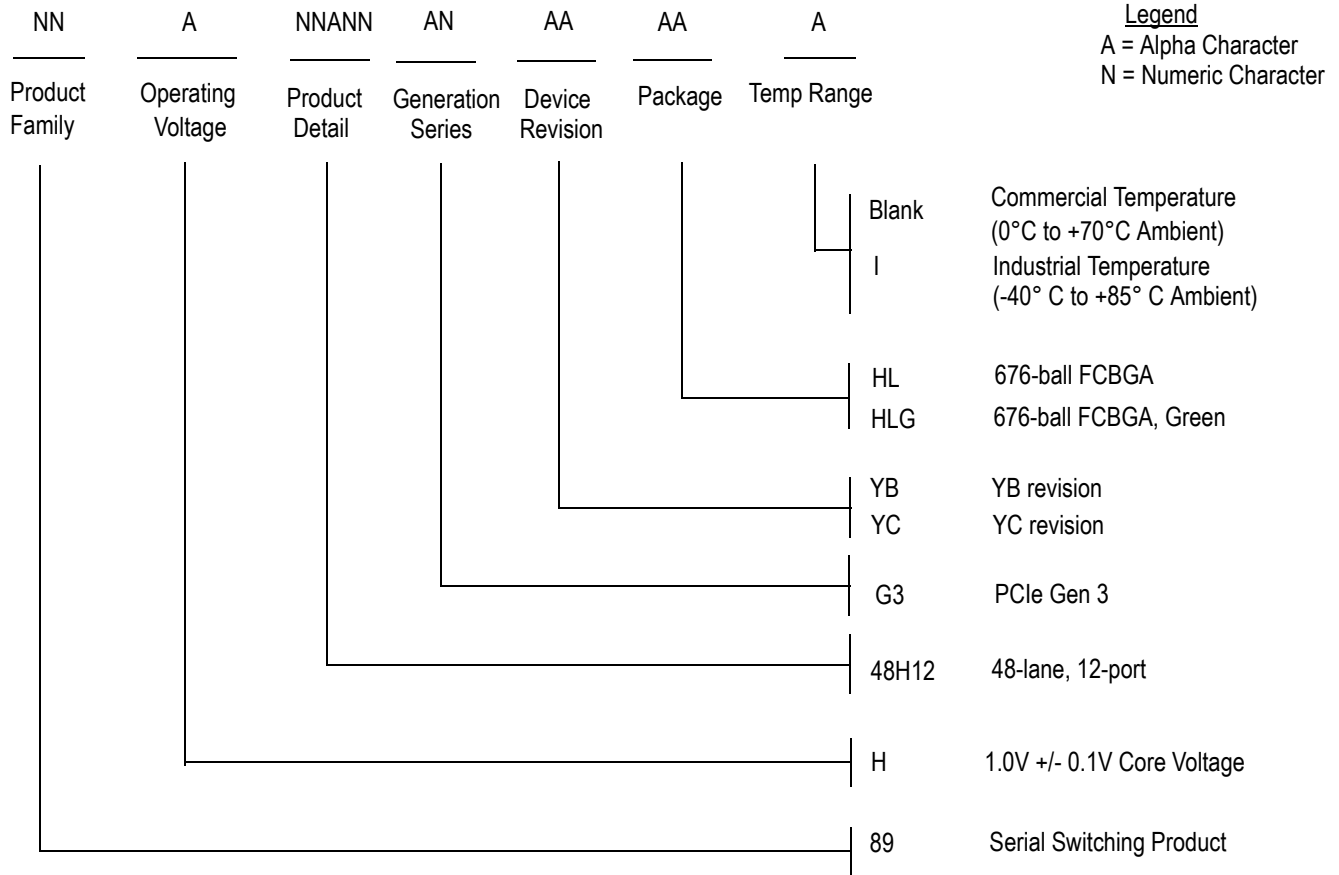 NN A NNANN AN AA AA A
Legend
A = Alpha Character
N = Numeric Character
Product Family
Operating Voltage
Product Detail
Generation Series
Device Revision
Package
Temp Range
Blank Commercial Temperature
(0°C to +70°C Ambient)
I Industrial Temperature
(-40° C to +85° C Ambient)
HL 676-ball FCBGA
HLG 676-ball FCBGA, Green
YB YB revision
YC YC revision
G3 PCIe Gen 3
48H12 48-lane, 12-port
H 1.0V +/- 0.1V Core Voltage
89 Serial Switching Product